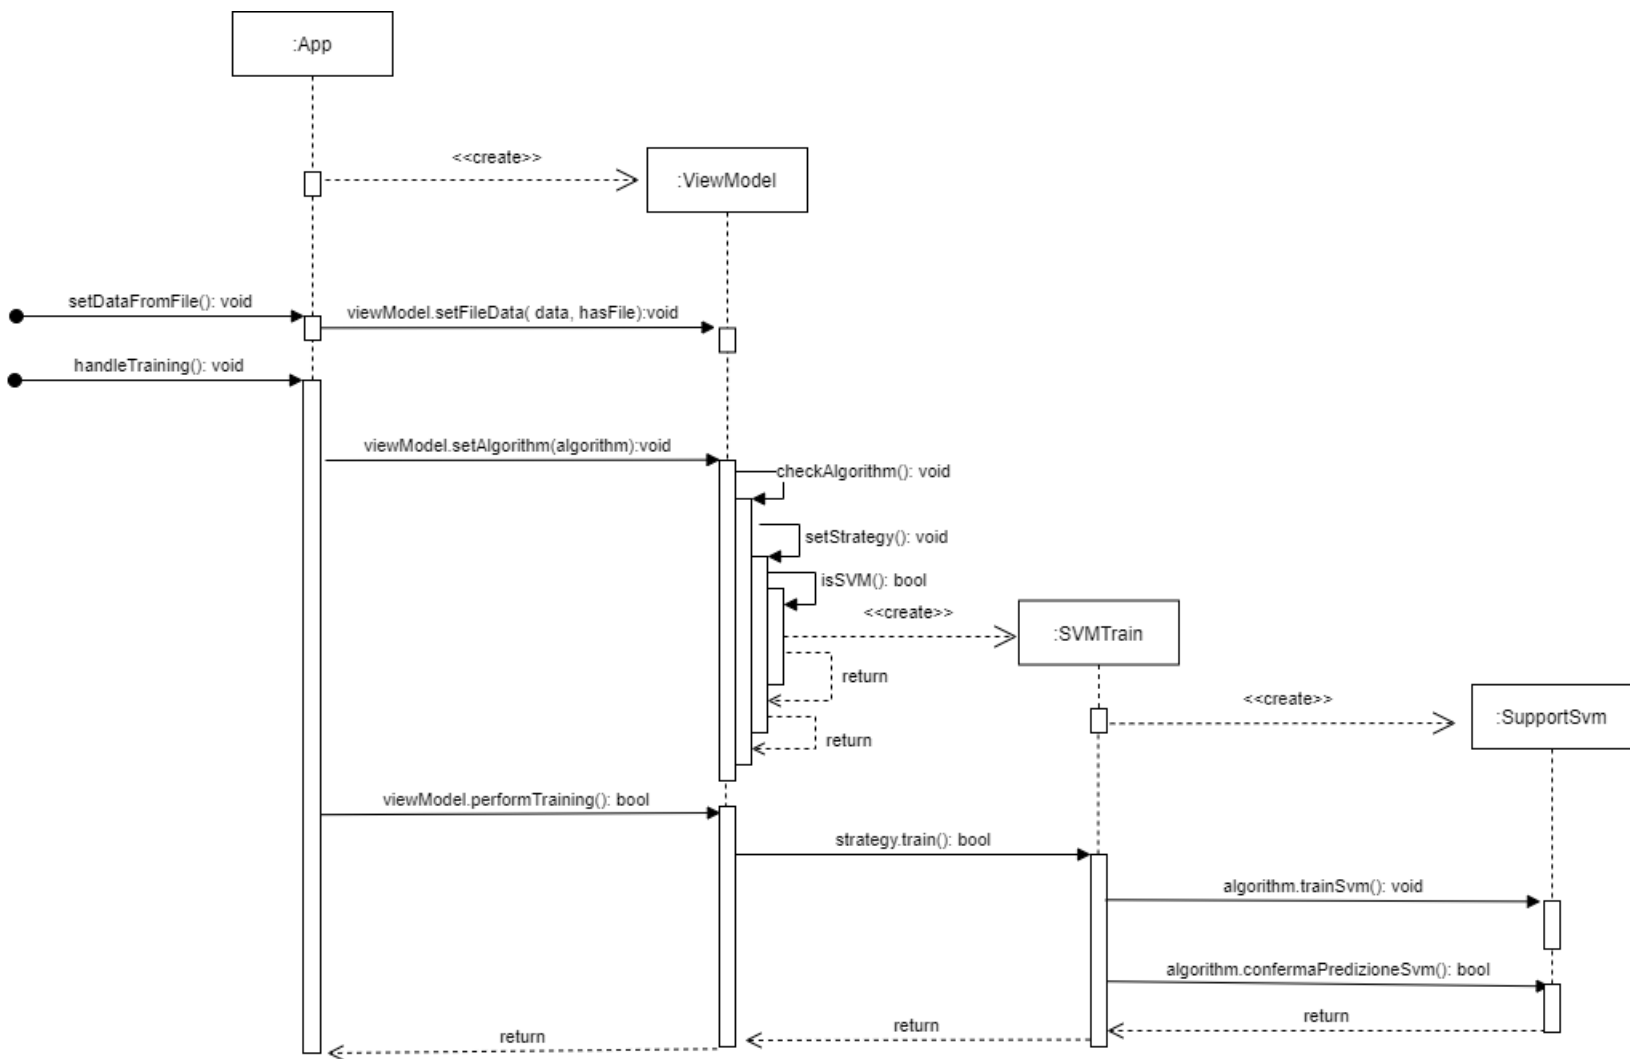 :App
<<create>>
:ViewModel
setDataFromFile(): void
viewModel.setFileData( data, hasFile):void
handleTraining(): void
viewModel.setAlgorithm(algorithm):void
checkAlgorithm(): void
setStrategy(): void
isSVM(): bool
<<create>>
:SVMTrain
return
<<create>>
:SupportSvm
return
viewModel.performTraining(): bool
strategy.train(): bool
algorithm.trainSvm(): void
algorithm.confermaPredizioneSvm(): bool
return
return
return